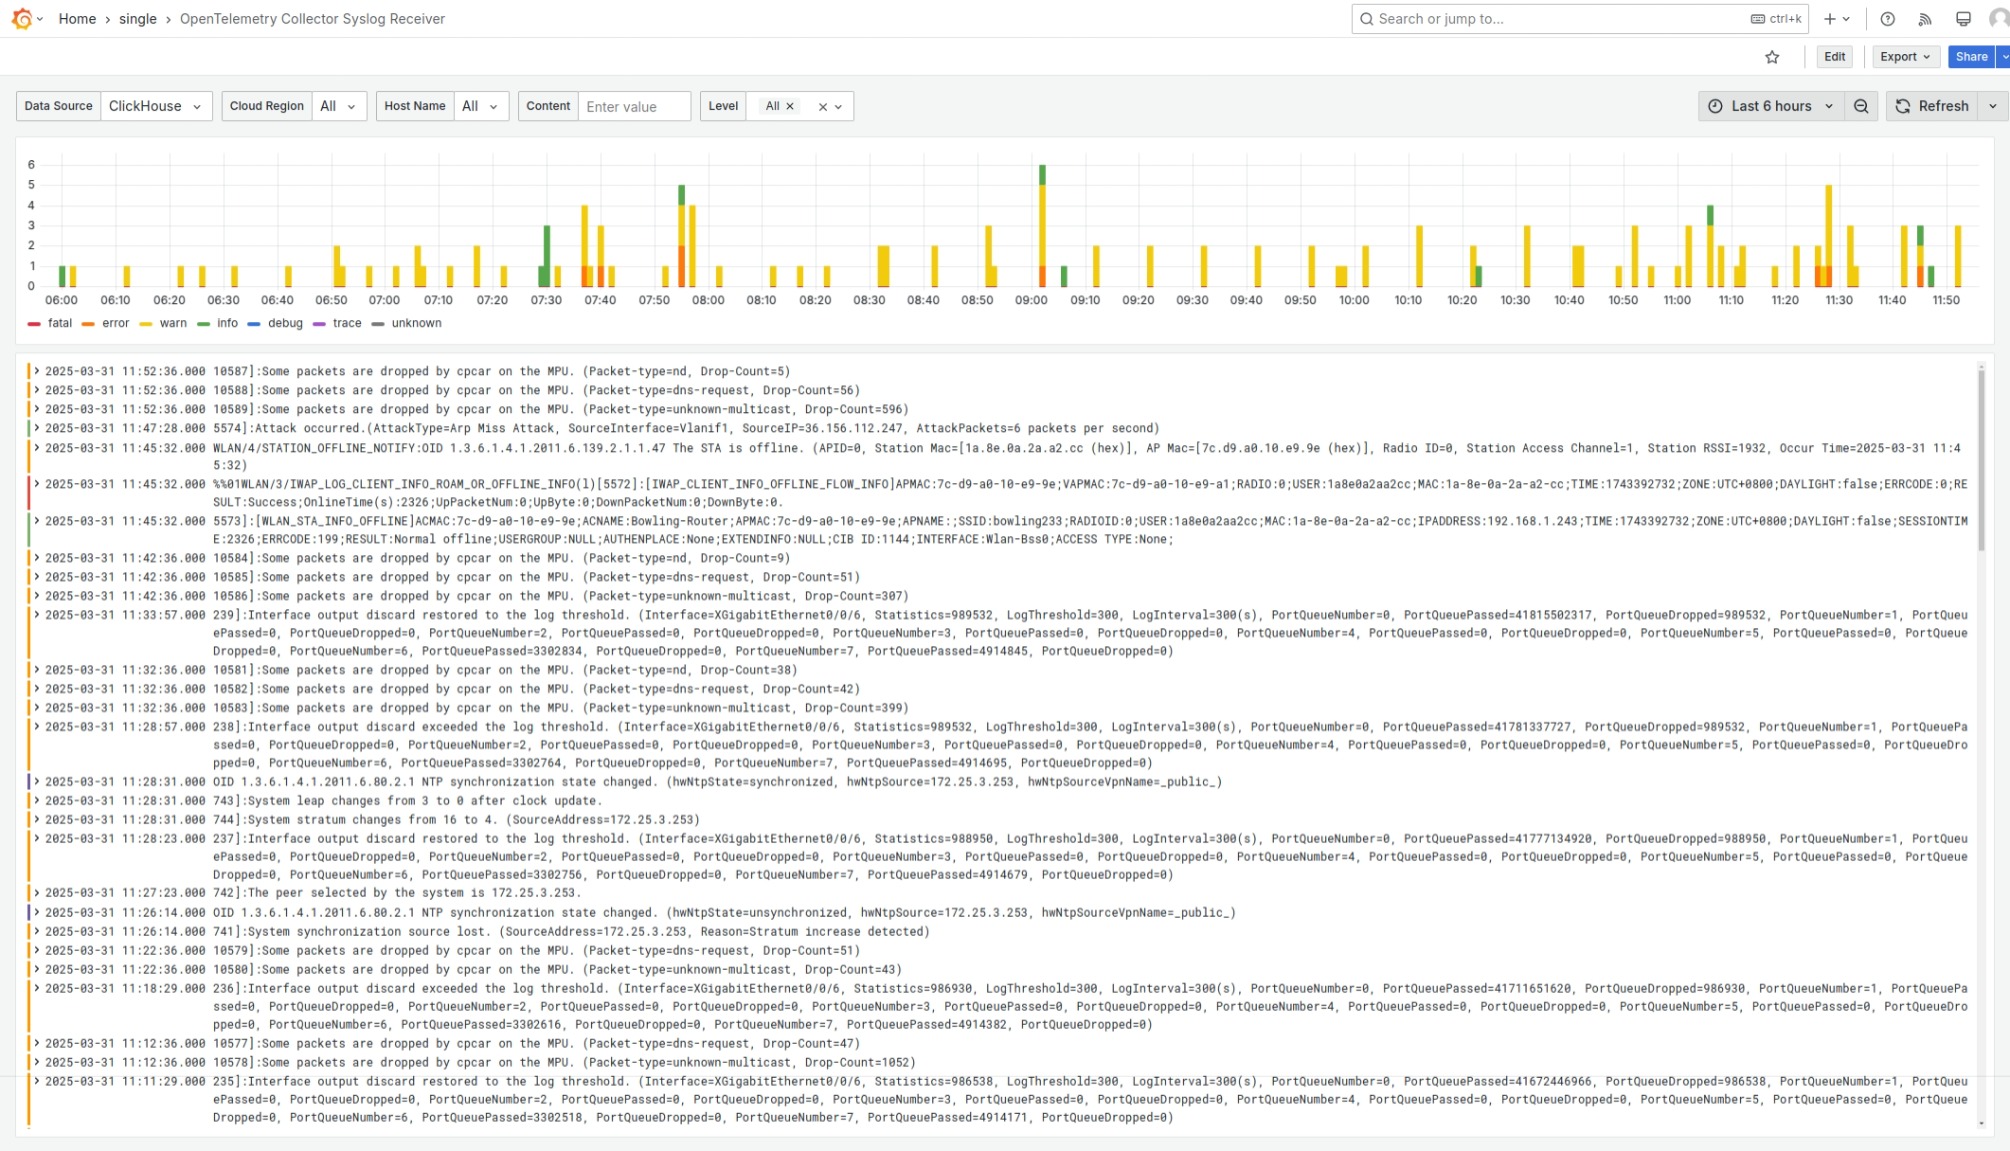 Home › single › OpenTelemetry Collector Syslog Receiver
Search or jump to...
ctrl+k
Edit
Export
Share
Data Source ClickHouse
Cloud Region All
Host Name All
Content Enter value
Level All
Last 6 hours
Refresh
6
5
4
3
2
1
0
06:00 06:10 06:20 06:30 06:40 06:50 07:00 07:10 07:20 07:30 07:40 07:50 08:00 08:10 08:20 08:30 08:40 08:50 09:00 09:10 09:20 09:30 09:40 09:50 10:00 10:10 10:20 10:30 10:40 10:50 11:00 11:10 11:20 11:30 11:40 11:50
fatal error warn info debug trace unknown
2025-03-31 11:52:36.000 10587]:Some packets are dropped by cpcar on the MPU. (Packet-type=nd, Drop-Count=5)
2025-03-31 11:52:36.000 10588]:Some packets are dropped by cpcar on the MPU. (Packet-type=dns-request, Drop-Count=56)
2025-03-31 11:52:36.000 10589]:Some packets are dropped by cpcar on the MPU. (Packet-type=unknown-multicast, Drop-Count=596)
2025-03-31 11:47:28.000 5574]:Attack occurred.(AttackType=Arp Miss Attack, SourceInterface=Vlanif1, SourceIP=36.156.112.247, AttackPackets=6 packets per second)
2025-03-31 11:45:32.000 WLAN/4/STATION_OFFLINE_NOTIFY:OID 1.3.6.1.4.1.2011.6.139.2.1.1.47 The STA is offline. (APID=0, Station Mac=[1a.8e.0a.2a.a2.cc (hex)], AP Mac=[7c.d9.a0.10.e9.9e (hex)], Radio ID=0, Station Access Channel=1, Station RSSI=1932, Occur Time=2025-03-31 11:4
5:32)
2025-03-31 11:45:32.000 %%01WLAN/3/IWAP_LOG_CLIENT_INFO_ROAM_OR_OFFLINE_INFO(l)[5572]:[IWAP_CLIENT_INFO_OFFLINE_FLOW_INFO]APMAC:7c-d9-a0-10-e9-9e;VAPMAC:7c-d9-a0-10-e9-a1;RADIO:0;USER:1a8e0a2aa2cc;MAC:1a-8e-0a-2a-a2-cc;TIME:1743392732;ZONE:UTC+0800;DAYLIGHT:false;ERRCODE:0;RE
SULT:Success;OnlineTime(s):2326;UpPacketNum:0;UpByte:0;DownPacketNum:0;DownByte:0.
2025-03-31 11:45:32.000 5573]:[WLAN_STA_INFO_OFFLINE]ACMAC:7c-d9-a0-10-e9-9e;ACNAME:Bowling-Router;APMAC:7c-d9-a0-10-e9-9e;APNAME:;SSID:bowling233;RADIOID:0;USER:1a8e0a2aa2cc;MAC:1a-8e-0a-2a-a2-cc;IPADDRESS:192.168.1.243;TIME:1743392732;ZONE:UTC+0800;DAYLIGHT:false;SESSIONTIM
E:2326;ERRCODE:199;RESULT:Normal offline;USERGROUP:NULL;AUTHENPLACE:None;EXTENDINFO:NULL;CIB ID:1144;INTERFACE:Wlan-Bss0;ACCESS TYPE:None;
2025-03-31 11:42:36.000 10584]:Some packets are dropped by cpcar on the MPU. (Packet-type=nd, Drop-Count=9)
2025-03-31 11:42:36.000 10585]:Some packets are dropped by cpcar on the MPU. (Packet-type=dns-request, Drop-Count=51)
2025-03-31 11:42:36.000 10586]:Some packets are dropped by cpcar on the MPU. (Packet-type=unknown-multicast, Drop-Count=307)
2025-03-31 11:33:57.000 239]:Interface output discard restored to the log threshold. (Interface=XGigabitEthernet0/0/6, Statistics=989532, LogThreshold=300, LogInterval=300(s), PortQueueNumber=0, PortQueuePassed=41815502317, PortQueueDropped=989532, PortQueueNumber=1, PortQueu
ePassed=0, PortQueueDropped=0, PortQueueNumber=2, PortQueuePassed=0, PortQueueDropped=0, PortQueueNumber=3, PortQueuePassed=0, PortQueueDropped=0, PortQueueNumber=4, PortQueuePassed=0, PortQueueDropped=0, PortQueueNumber=5, PortQueuePassed=0, PortQueue
Dropped=0, PortQueueNumber=6, PortQueuePassed=3302834, PortQueueDropped=0, PortQueueNumber=7, PortQueuePassed=4914845, PortQueueDropped=0)
2025-03-31 11:32:36.000 10581]:Some packets are dropped by cpcar on the MPU. (Packet-type=nd, Drop-Count=38)
2025-03-31 11:32:36.000 10582]:Some packets are dropped by cpcar on the MPU. (Packet-type=dns-request, Drop-Count=42)
2025-03-31 11:32:36.000 10583]:Some packets are dropped by cpcar on the MPU. (Packet-type=unknown-multicast, Drop-Count=399)
2025-03-31 11:28:57.000 238]:Interface output discard exceeded the log threshold. (Interface=XGigabitEthernet0/0/6, Statistics=989532, LogThreshold=300, LogInterval=300(s), PortQueueNumber=0, PortQueuePassed=41781337727, PortQueueDropped=989532, PortQueueNumber=1, PortQueuePa
ssed=0, PortQueueDropped=0, PortQueueNumber=2, PortQueuePassed=0, PortQueueDropped=0, PortQueueNumber=3, PortQueuePassed=0, PortQueueDropped=0, PortQueueNumber=4, PortQueuePassed=0, PortQueueDropped=0, PortQueueNumber=5, PortQueuePassed=0, PortQueueDro
pped=0, PortQueueNumber=6, PortQueuePassed=3302764, PortQueueDropped=0, PortQueueNumber=7, PortQueuePassed=4914695, PortQueueDropped=0)
2025-03-31 11:28:31.000 OID 1.3.6.1.4.1.2011.6.80.2.1 NTP synchronization state changed. (hwNtpState=synchronized, hwNtpSource=172.25.3.253, hwNtpSourceVpnName=_public_)
2025-03-31 11:28:31.000 743]:System leap changes from 3 to 0 after clock update.
2025-03-31 11:28:31.000 744]:System stratum changes from 16 to 4. (SourceAddress=172.25.3.253)
2025-03-31 11:28:23.000 237]:Interface output discard restored to the log threshold. (Interface=XGigabitEthernet0/0/6, Statistics=988950, LogThreshold=300, LogInterval=300(s), PortQueueNumber=0, PortQueuePassed=41777134920, PortQueueDropped=988950, PortQueueNumber=1, PortQueu
ePassed=0, PortQueueDropped=0, PortQueueNumber=2, PortQueuePassed=0, PortQueueDropped=0, PortQueueNumber=3, PortQueuePassed=0, PortQueueDropped=0, PortQueueNumber=4, PortQueuePassed=0, PortQueueDropped=0, PortQueueNumber=5, PortQueuePassed=0, PortQueue
Dropped=0, PortQueueNumber=6, PortQueuePassed=3302756, PortQueueDropped=0, PortQueueNumber=7, PortQueuePassed=4914679, PortQueueDropped=0)
2025-03-31 11:27:23.000 742]:The peer selected by the system is 172.25.3.253.
2025-03-31 11:26:14.000 OID 1.3.6.1.4.1.2011.6.80.2.1 NTP synchronization state changed. (hwNtpState=unsynchronized, hwNtpSource=172.25.3.253, hwNtpSourceVpnName=_public_)
2025-03-31 11:26:14.000 741]:System synchronization source lost. (SourceAddress=172.25.3.253, Reason=Stratum increase detected)
2025-03-31 11:22:36.000 10579]:Some packets are dropped by cpcar on the MPU. (Packet-type=dns-request, Drop-Count=51)
2025-03-31 11:22:36.000 10580]:Some packets are dropped by cpcar on the MPU. (Packet-type=unknown-multicast, Drop-Count=43)
2025-03-31 11:18:29.000 236]:Interface output discard exceeded the log threshold. (Interface=XGigabitEthernet0/0/6, Statistics=986930, LogThreshold=300, LogInterval=300(s), PortQueueNumber=0, PortQueuePassed=41711651620, PortQueueDropped=986930, PortQueueNumber=1, PortQueuePa
ssed=0, PortQueueDropped=0, PortQueueNumber=2, PortQueuePassed=0, PortQueueDropped=0, PortQueueNumber=3, PortQueuePassed=0, PortQueueDropped=0, PortQueueNumber=4, PortQueuePassed=0, PortQueueDropped=0, PortQueueNumber=5, PortQueuePassed=0, PortQueueDro
pped=0, PortQueueNumber=6, PortQueuePassed=3302616, PortQueueDropped=0, PortQueueNumber=7, PortQueuePassed=4914382, PortQueueDropped=0)
2025-03-31 11:12:36.000 10577]:Some packets are dropped by cpcar on the MPU. (Packet-type=dns-request, Drop-Count=47)
2025-03-31 11:12:36.000 10578]:Some packets are dropped by cpcar on the MPU. (Packet-type=unknown-multicast, Drop-Count=1052)
2025-03-31 11:11:29.000 235]:Interface output discard restored to the log threshold. (Interface=XGigabitEthernet0/0/6, Statistics=986538, LogThreshold=300, LogInterval=300(s), PortQueueNumber=0, PortQueuePassed=41672446966, PortQueueDropped=986538, PortQueueNumber=1, PortQueu
ePassed=0, PortQueueDropped=0, PortQueueNumber=2, PortQueuePassed=0, PortQueueDropped=0, PortQueueNumber=3, PortQueuePassed=0, PortQueueDropped=0, PortQueueNumber=4, PortQueuePassed=0, PortQueueDropped=0, PortQueueNumber=5, PortQueuePassed=0, PortQueue
Dropped=0, PortQueueNumber=6, PortQueuePassed=3302518, PortQueueDropped=0, PortQueueNumber=7, PortQueuePassed=4914171, PortQueueDropped=0)